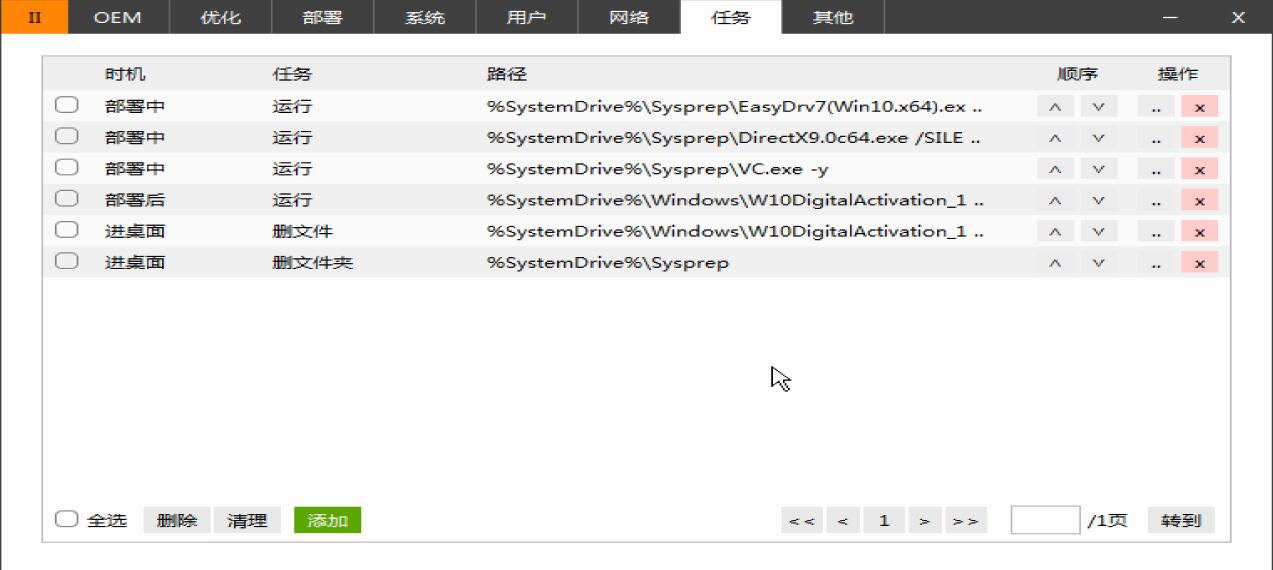 II OEM 优化 部署 系统 用户 网络 任务 其他
时机 任务 路径 顺序 操作
部署中 运行 %SystemDrive%\Sysprep\EasyDrv7(Win10.x64).ex .. ..
部署中 运行 %SystemDrive%\Sysprep\DirectX9.0c64.exe /SILE .. ..
部署中 运行 %SystemDrive%\Sysprep\VC.exe -y ..
部署后 运行 %SystemDrive%\Windows\W10DigitalActivation_1 .. ..
进桌面 删文件 %SystemDrive%\Windows\W10DigitalActivation_1 .. ..
进桌面 删文件夹 %SystemDrive%\Sysprep ..
全选 删除 清理 添加 << < 1 > >> /1页 转到